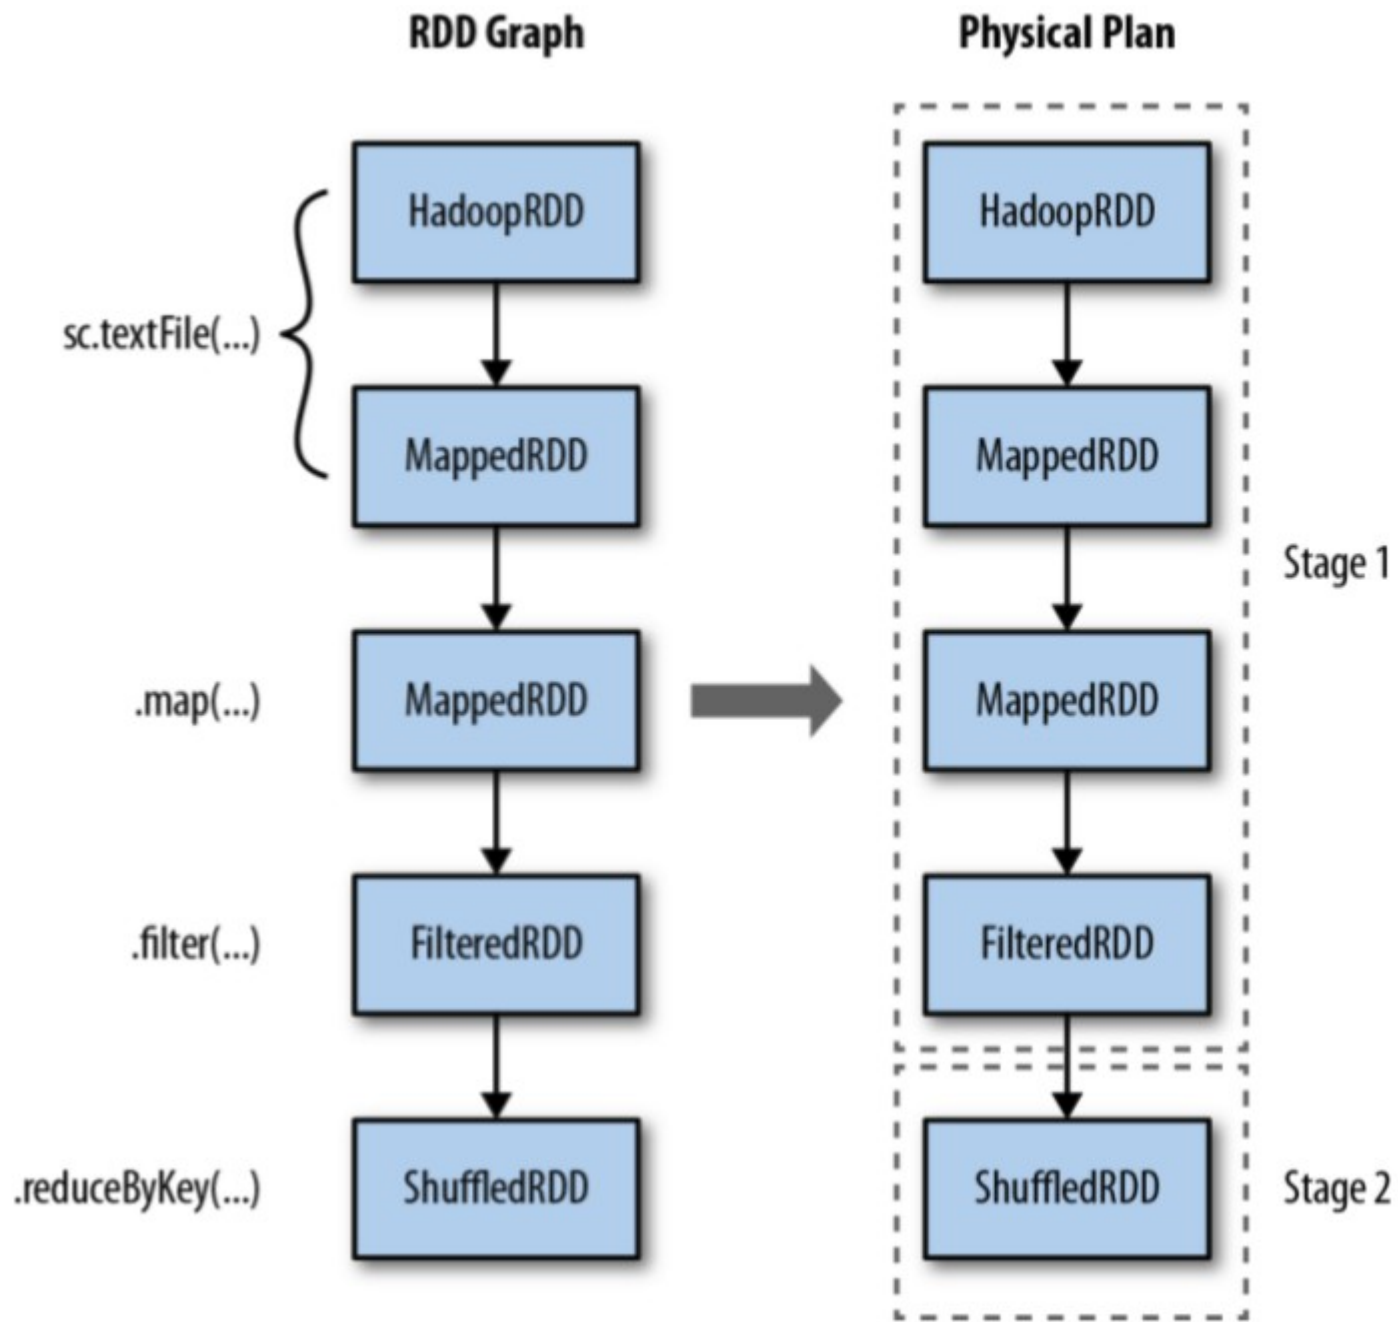 RDD Graph
Physical Plan
HadoopRDD
HadoopRDD
sc.textFile(...)
MappedRDD
MappedRDD
Stage 1
.map(...)
MappedRDD
MappedRDD
.filter(...)
FilteredRDD
FilteredRDD
.reduceByKey(...)
ShuffledRDD
ShuffledRDD
Stage 2